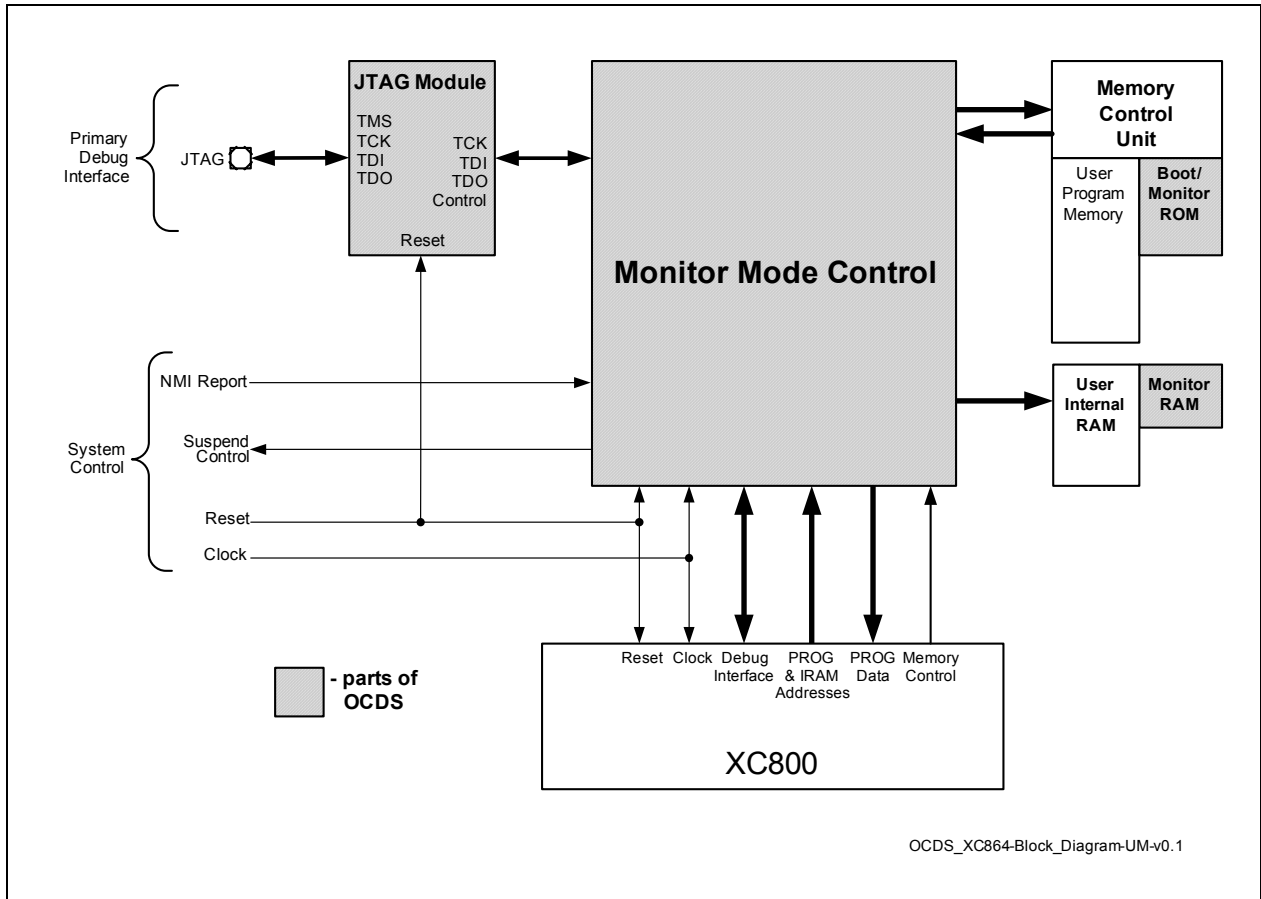 JTAG Module
TMS
TCK
TDI
TDO
TCK
TDI
TDO
Control
Reset
Primary
Debug
Interface
JTAG
Monitor Mode Control
Memory
Control
Unit
User
Program
Memory
Boot/
Monitor
ROM
User
Internal
RAM
Monitor
RAM
System
Control
NMI Report
Suspend
Control
Reset
Clock
Reset
Clock
Debug
Interface
PROG
& IRAM
Addresses
PROG
Data
Memory
Control
XC800
- parts of
OCDS
OCDS_XC864-Block_Diagram-UM-v0.1